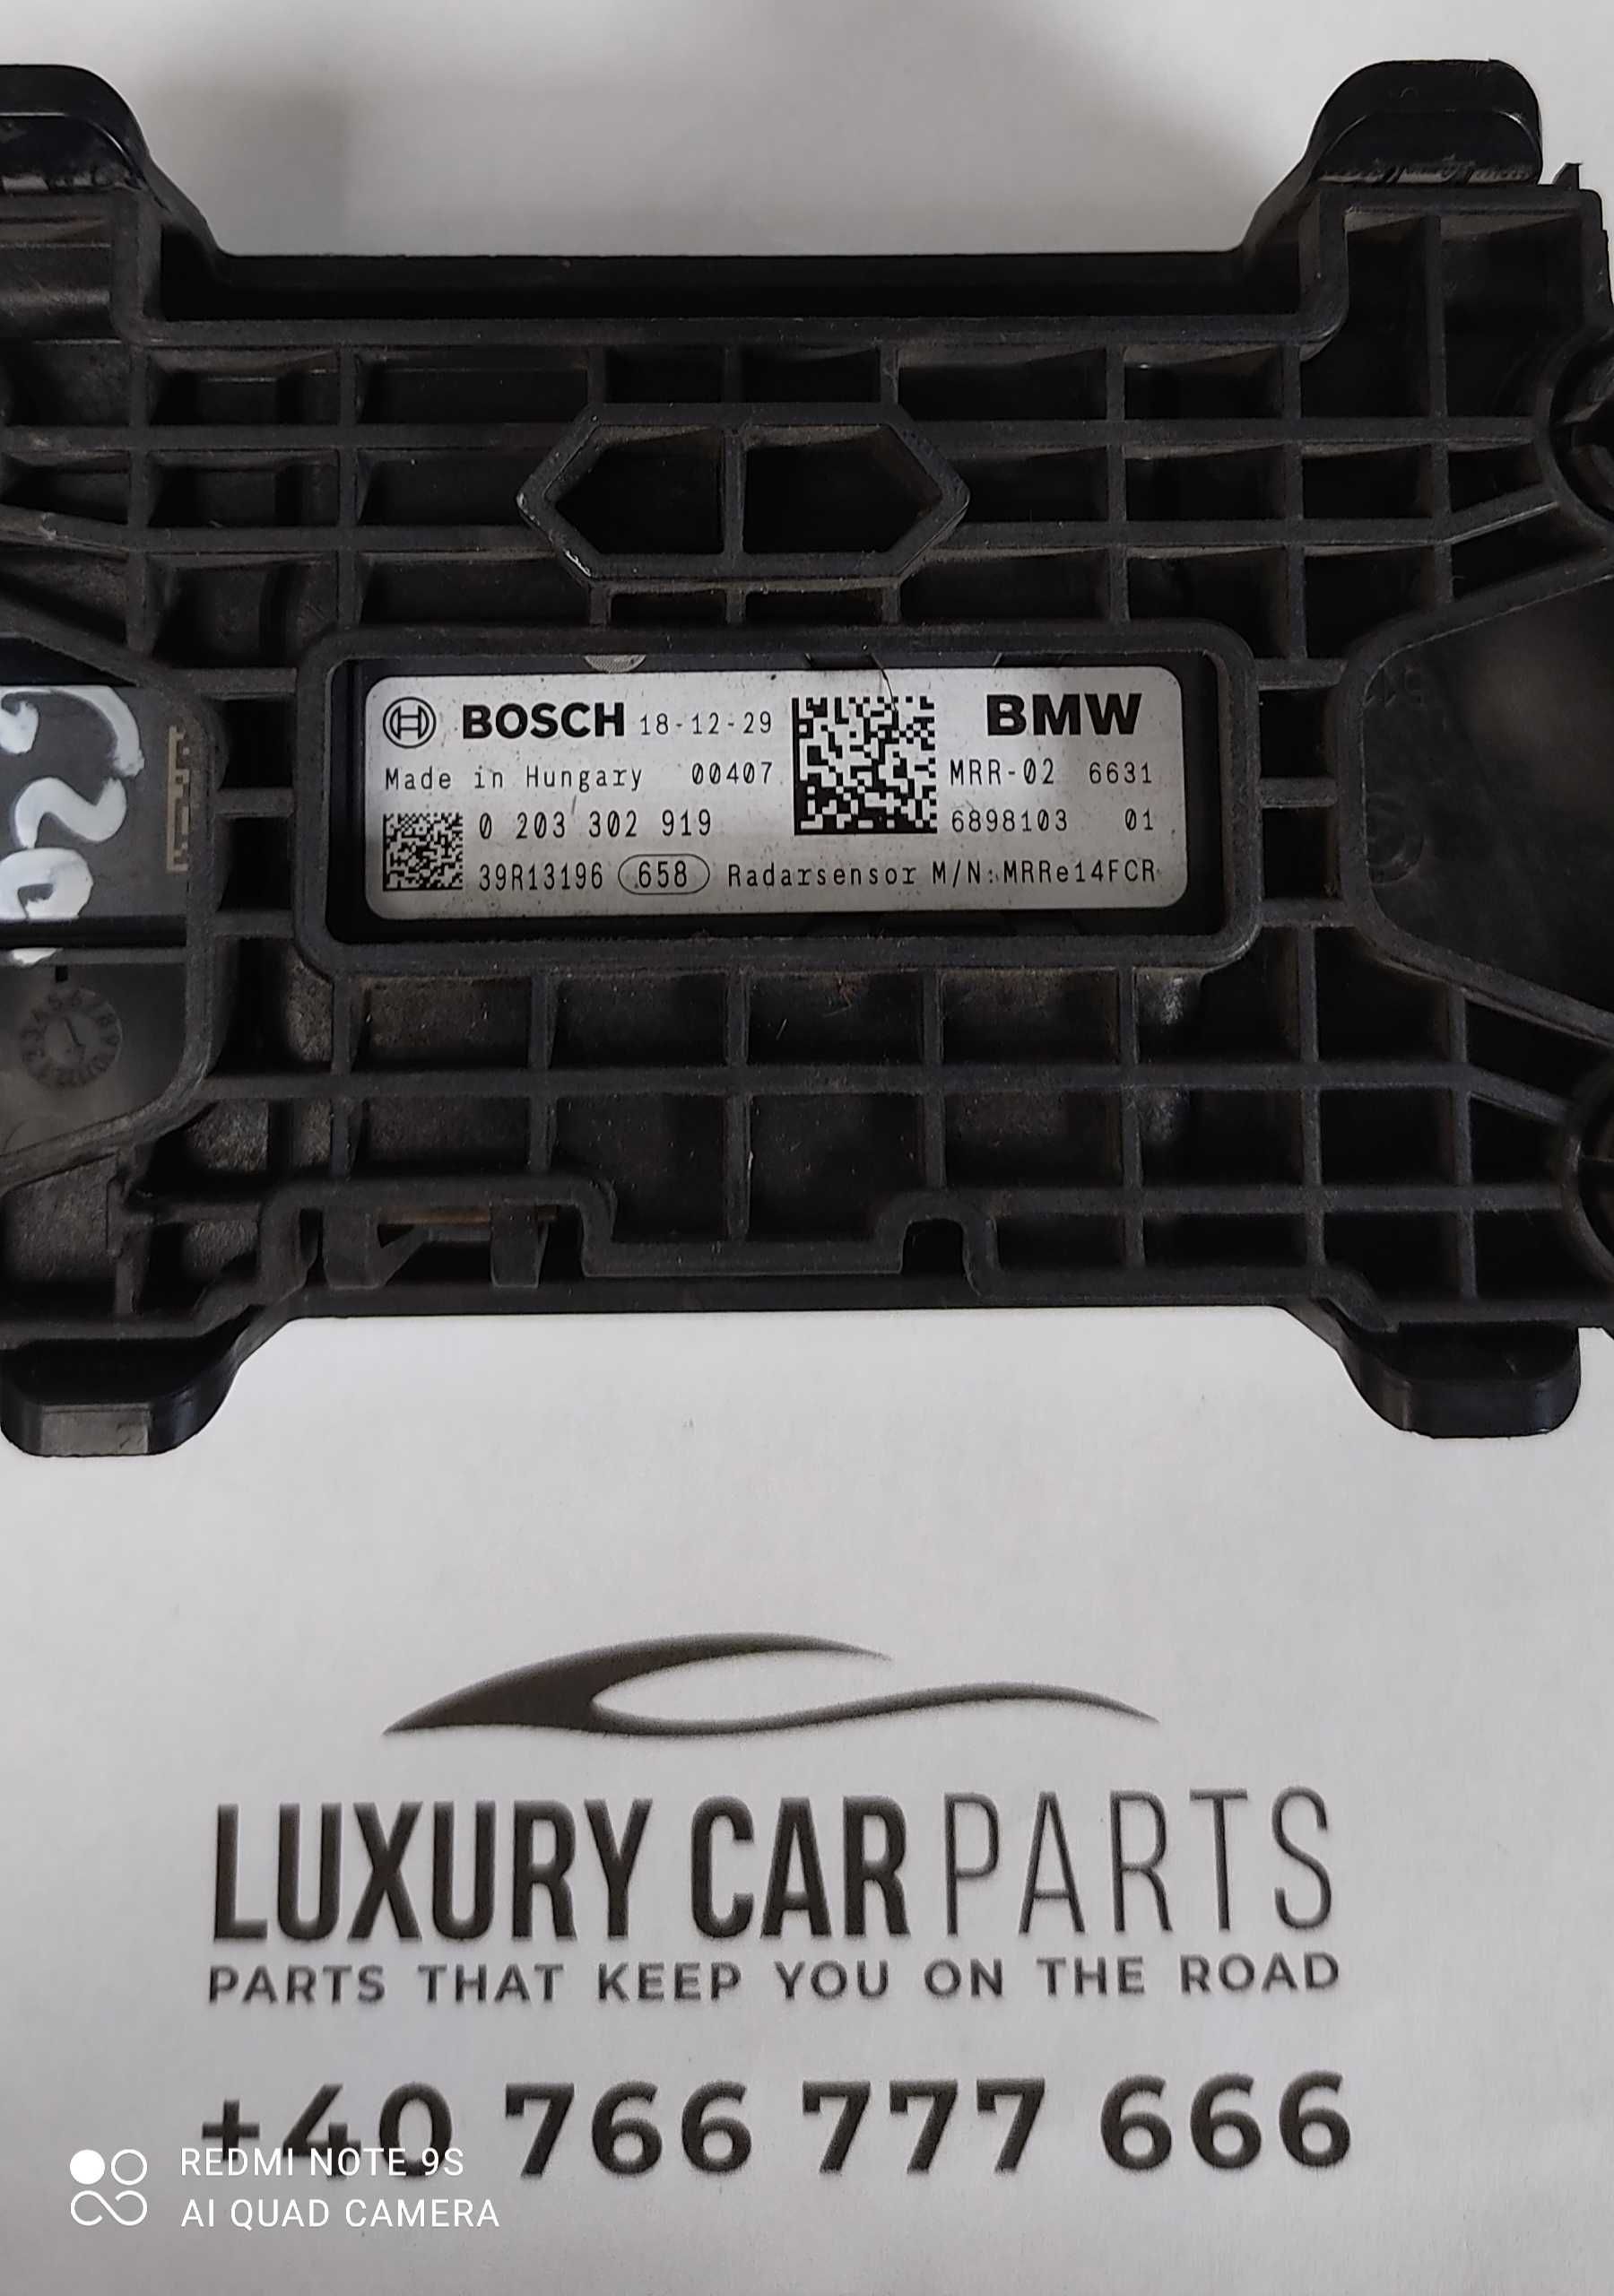 BOSCH 18-12-29
Made in Hungary 00407
0 203 302 919
39R13196 658 Radarsensor M/N:MRRe14FCR
BMW
MRR-02 6631
6898103 01
G20
LUXURY CAR PARTS
PARTS THAT KEEP YOU ON THE ROAD
+40 766 777 666
REDMI NOTE 9S
AI QUAD CAMERA